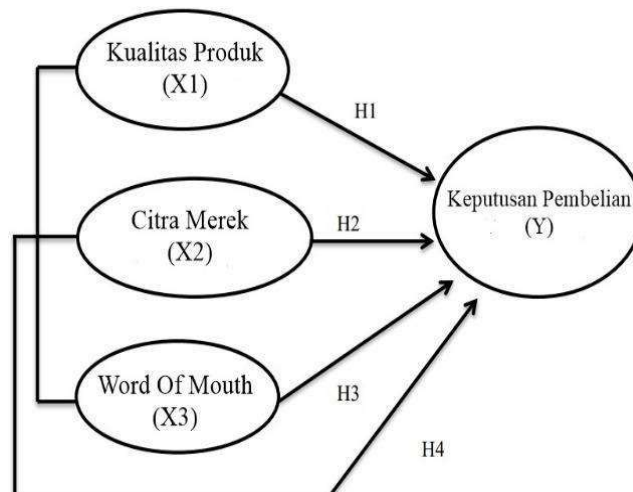 Kualitas Produk
(X1)
H1
Keputusan Pembelian
(Y)
Citra Merek
(X2)
H2
Word Of Mouth
(X3)
H3
H4